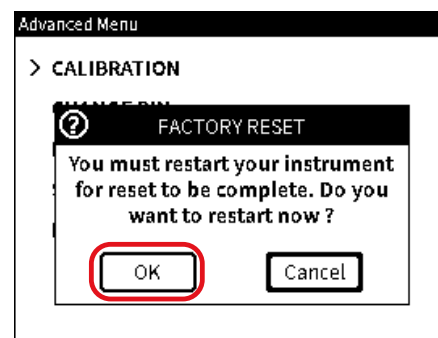 Advanced Menu
> CALIBRATION
FACTORY RESET
You must restart your instrument
for reset to be complete. Do you
want to restart now ?
OK Cancel